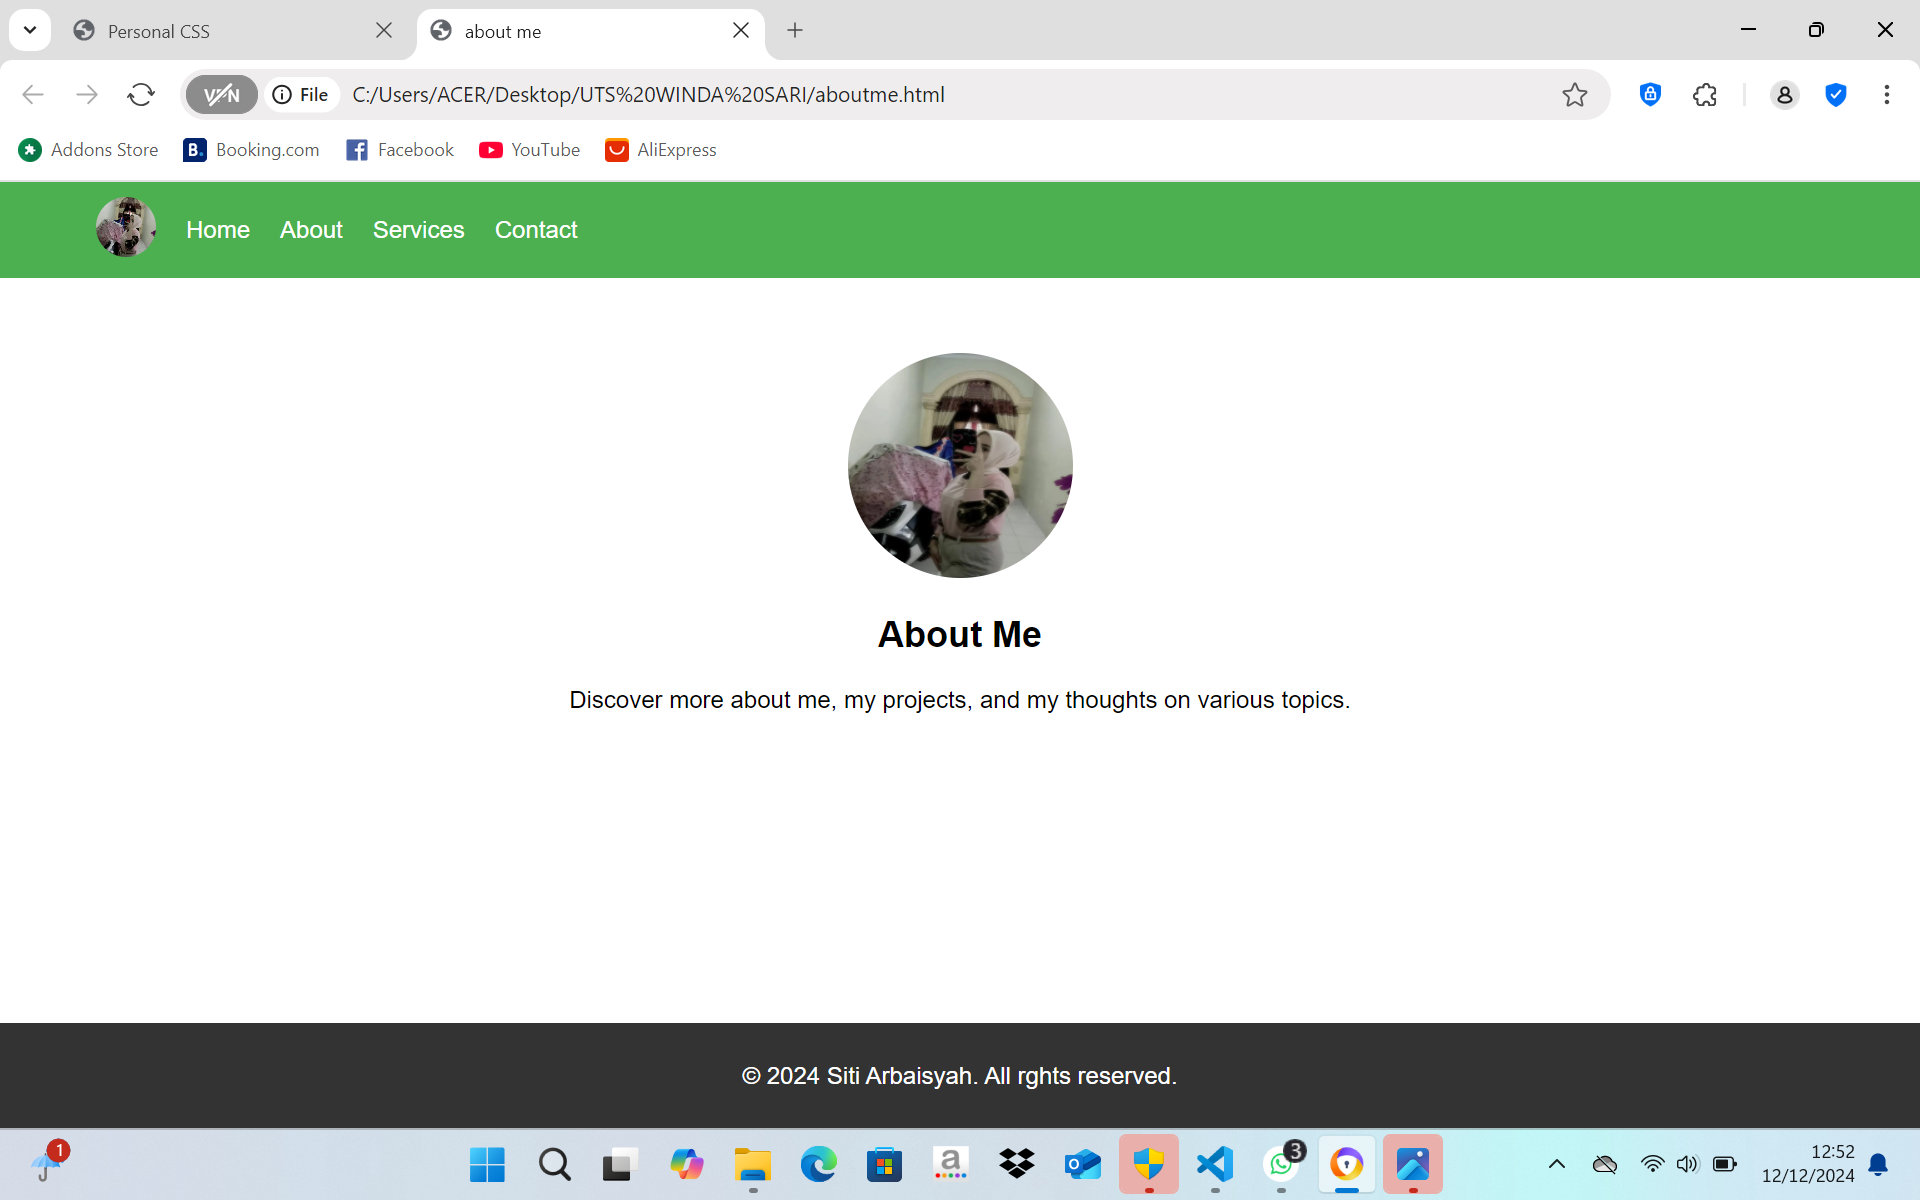 Personal CSS
about me
VPN
File
C:/Users/ACER/Desktop/UTS%20WINDA%20SARI/aboutme.html
Addons Store
B. Booking.com
Facebook
YouTube
AliExpress
Home
About
Services
Contact
About Me
Discover more about me, my projects, and my thoughts on various topics.
© 2024 Siti Arbaisyah. All rghts reserved.
1
a
3
12:52
12/12/2024